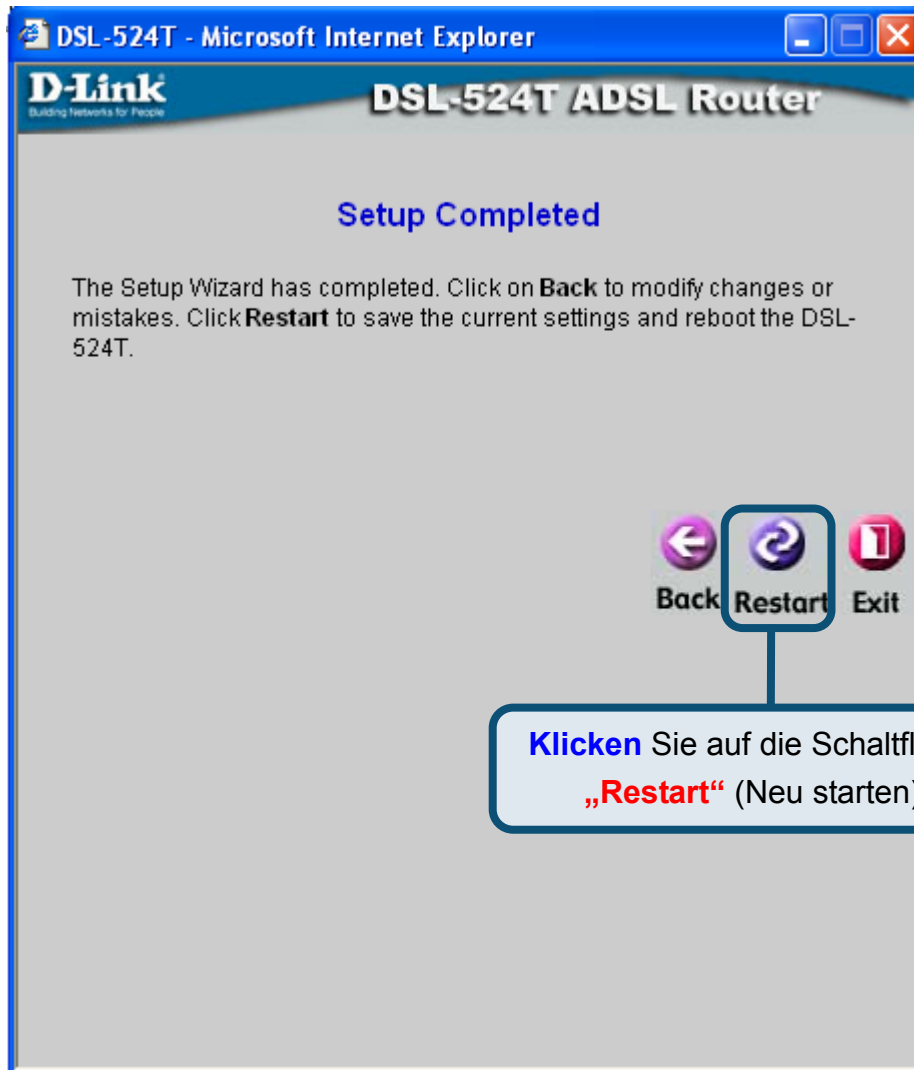 DSL-524T - Microsoft Internet Explorer
D-Link
Building Networks for People
DSL-524T ADSL Router
Setup Completed
The Setup Wizard has completed. Click on Back to modify changes or
mistakes. Click Restart to save the current settings and reboot the DSL-
524T.
Back Restart Exit
Klicken Sie auf die
„Restart“ (Neu starten)